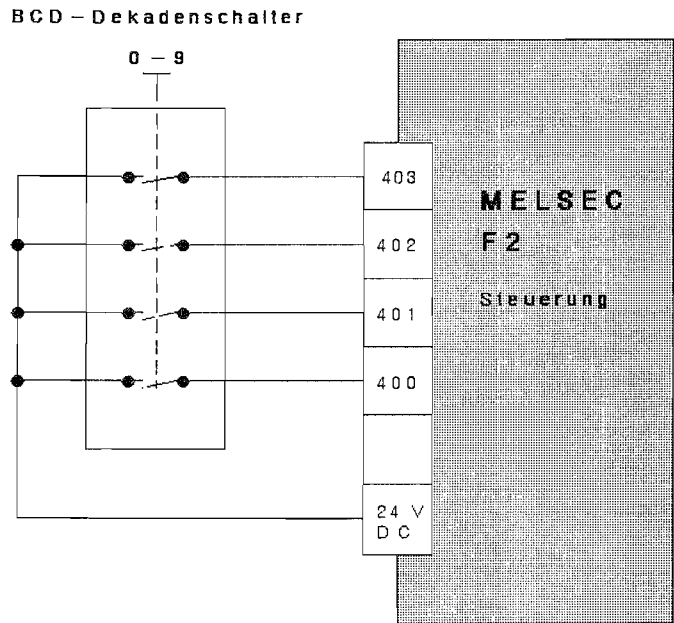 BCD-Dekadenschalter
0 - 9
403
402
401
400
24 V
DC
MELSEC
F2
Steuerung